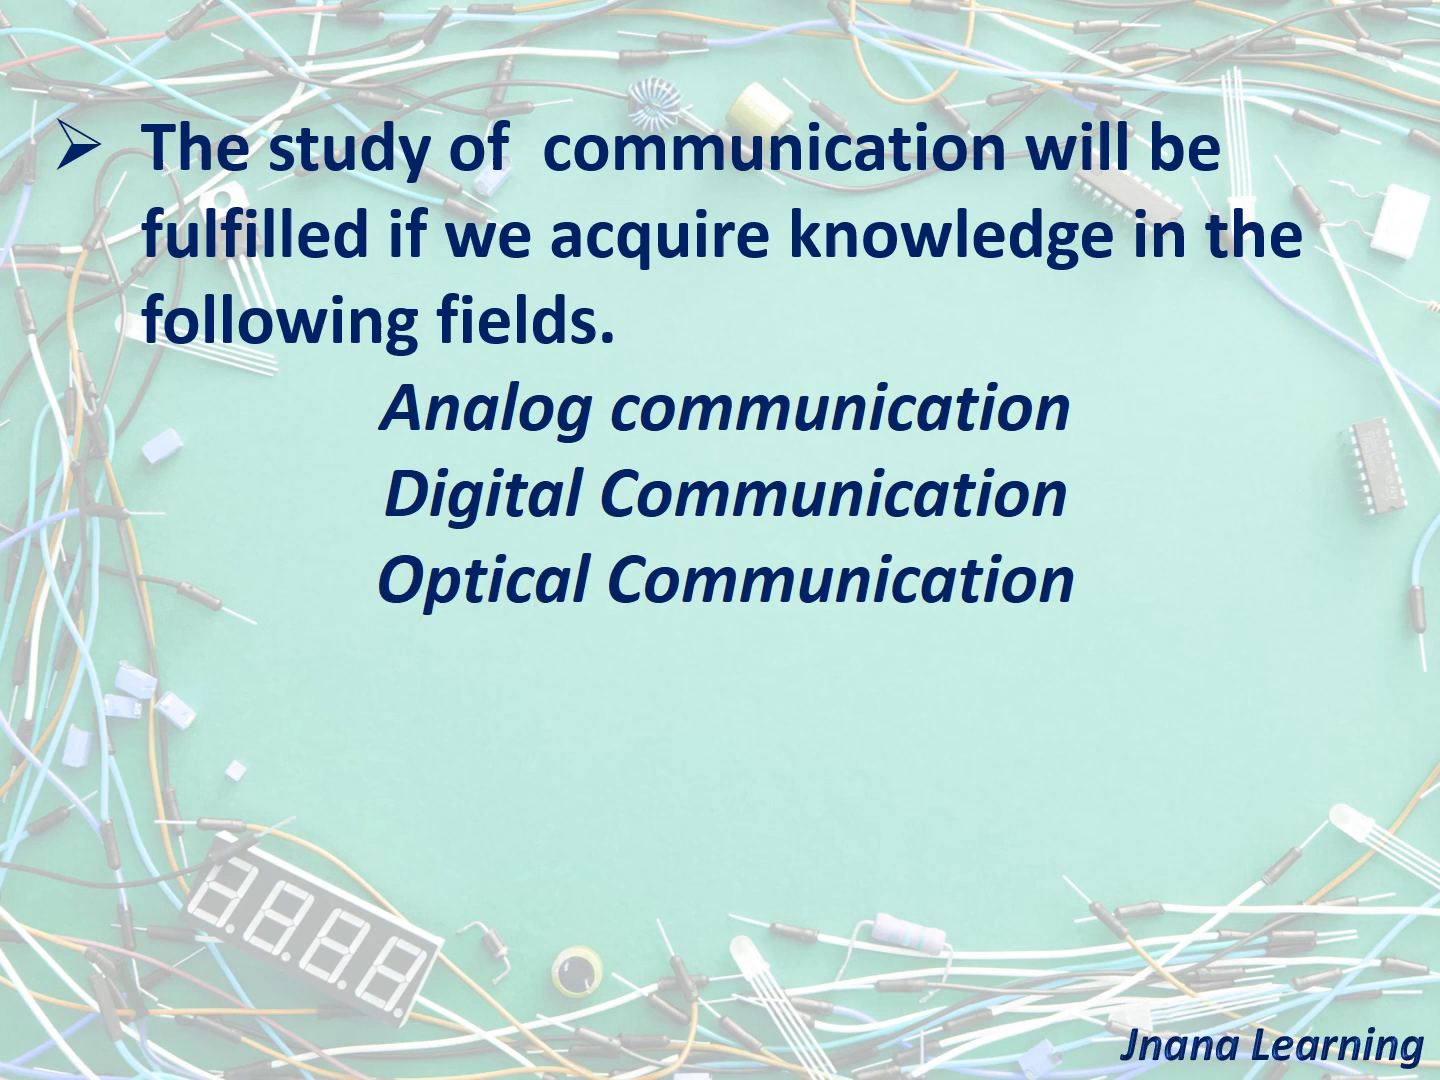 ➢ The study of  communication will be
fulfilled if we acquire knowledge in the
following fields.
Analog communication
Digital Communication
Optical Communication
Jnana Learning